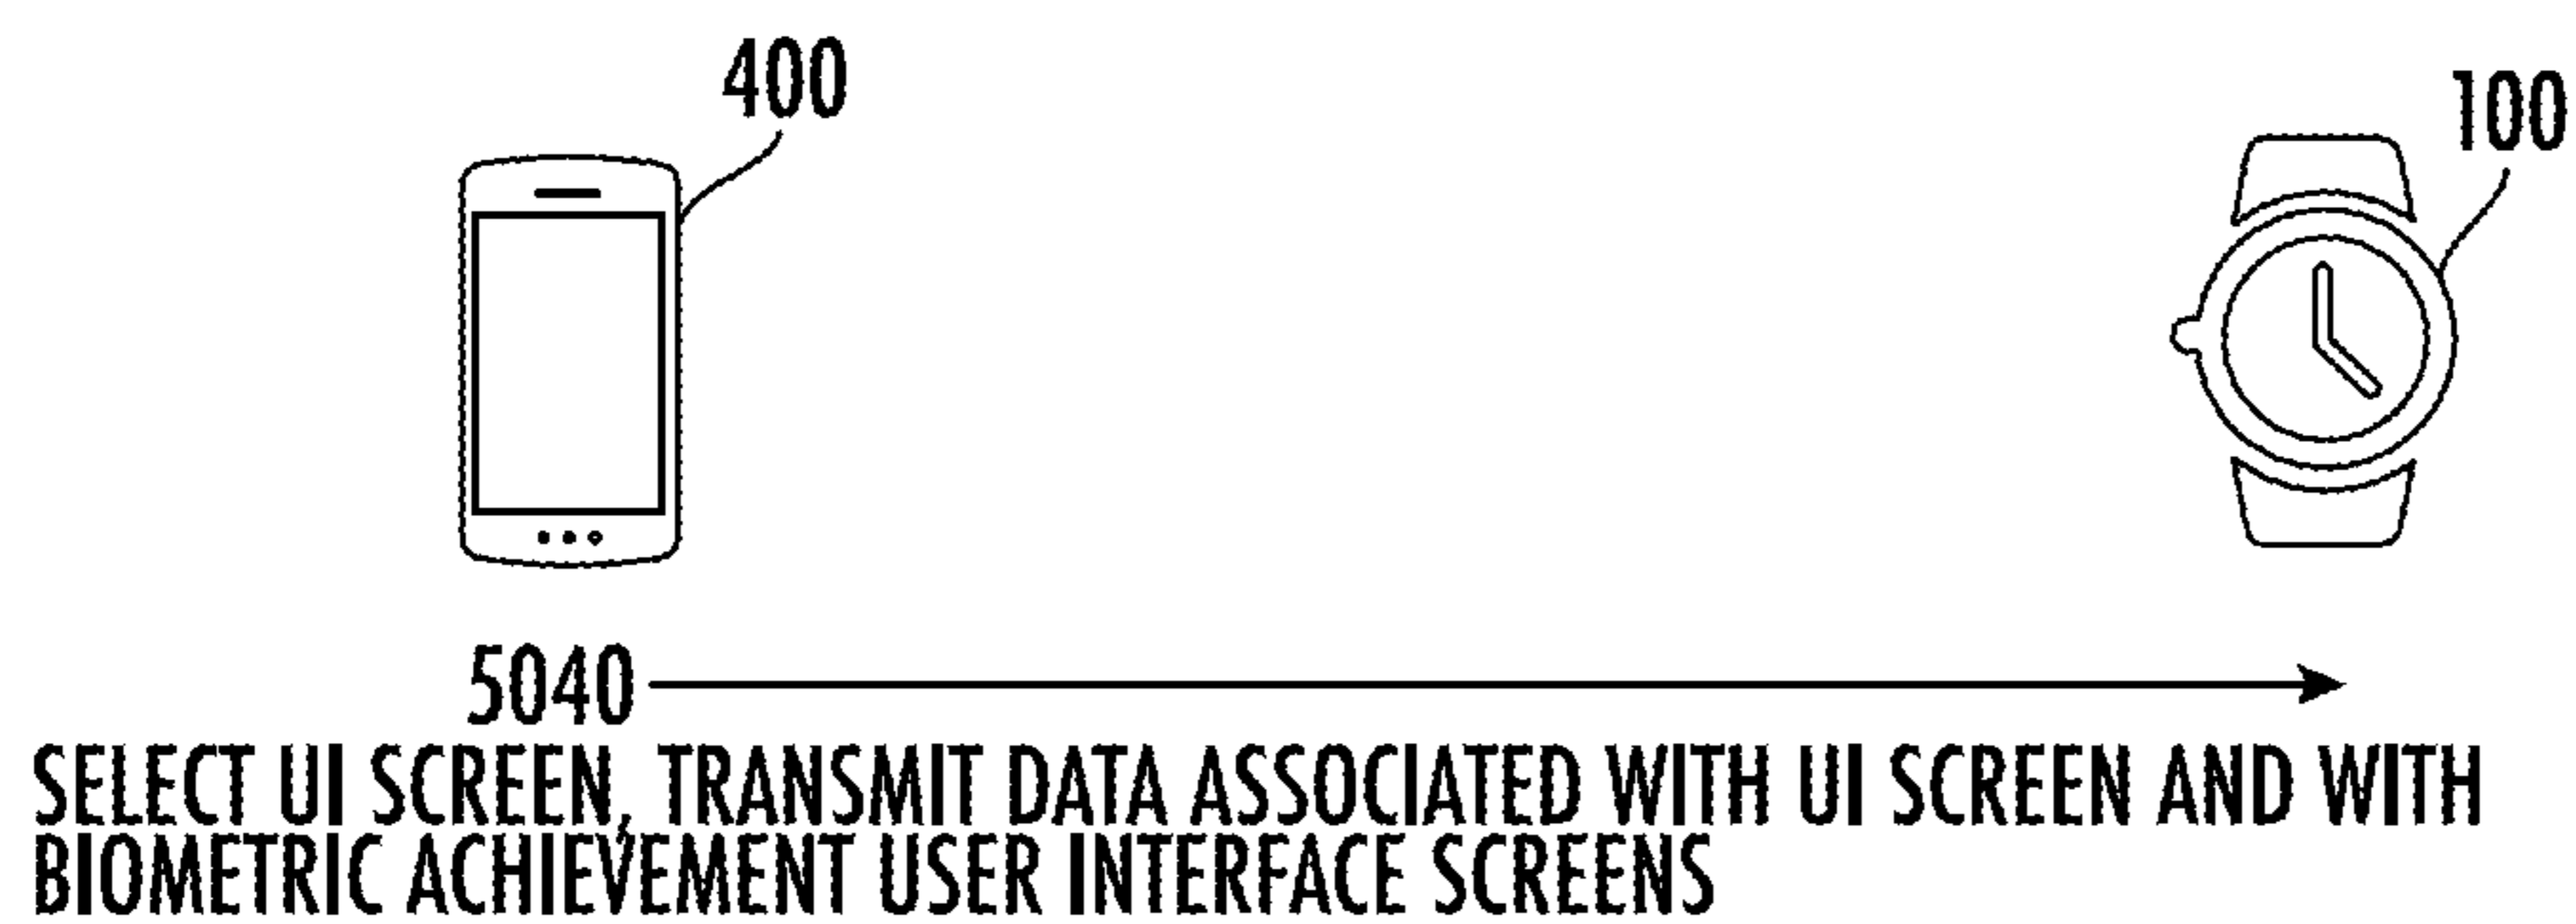 400
100
5040
SELECT UI SCREEN, TRANSMIT DATA ASSOCIATED WITH UI SCREEN AND WITH
BIOMETRIC ACHIEVEMENT USER INTERFACE SCREENS